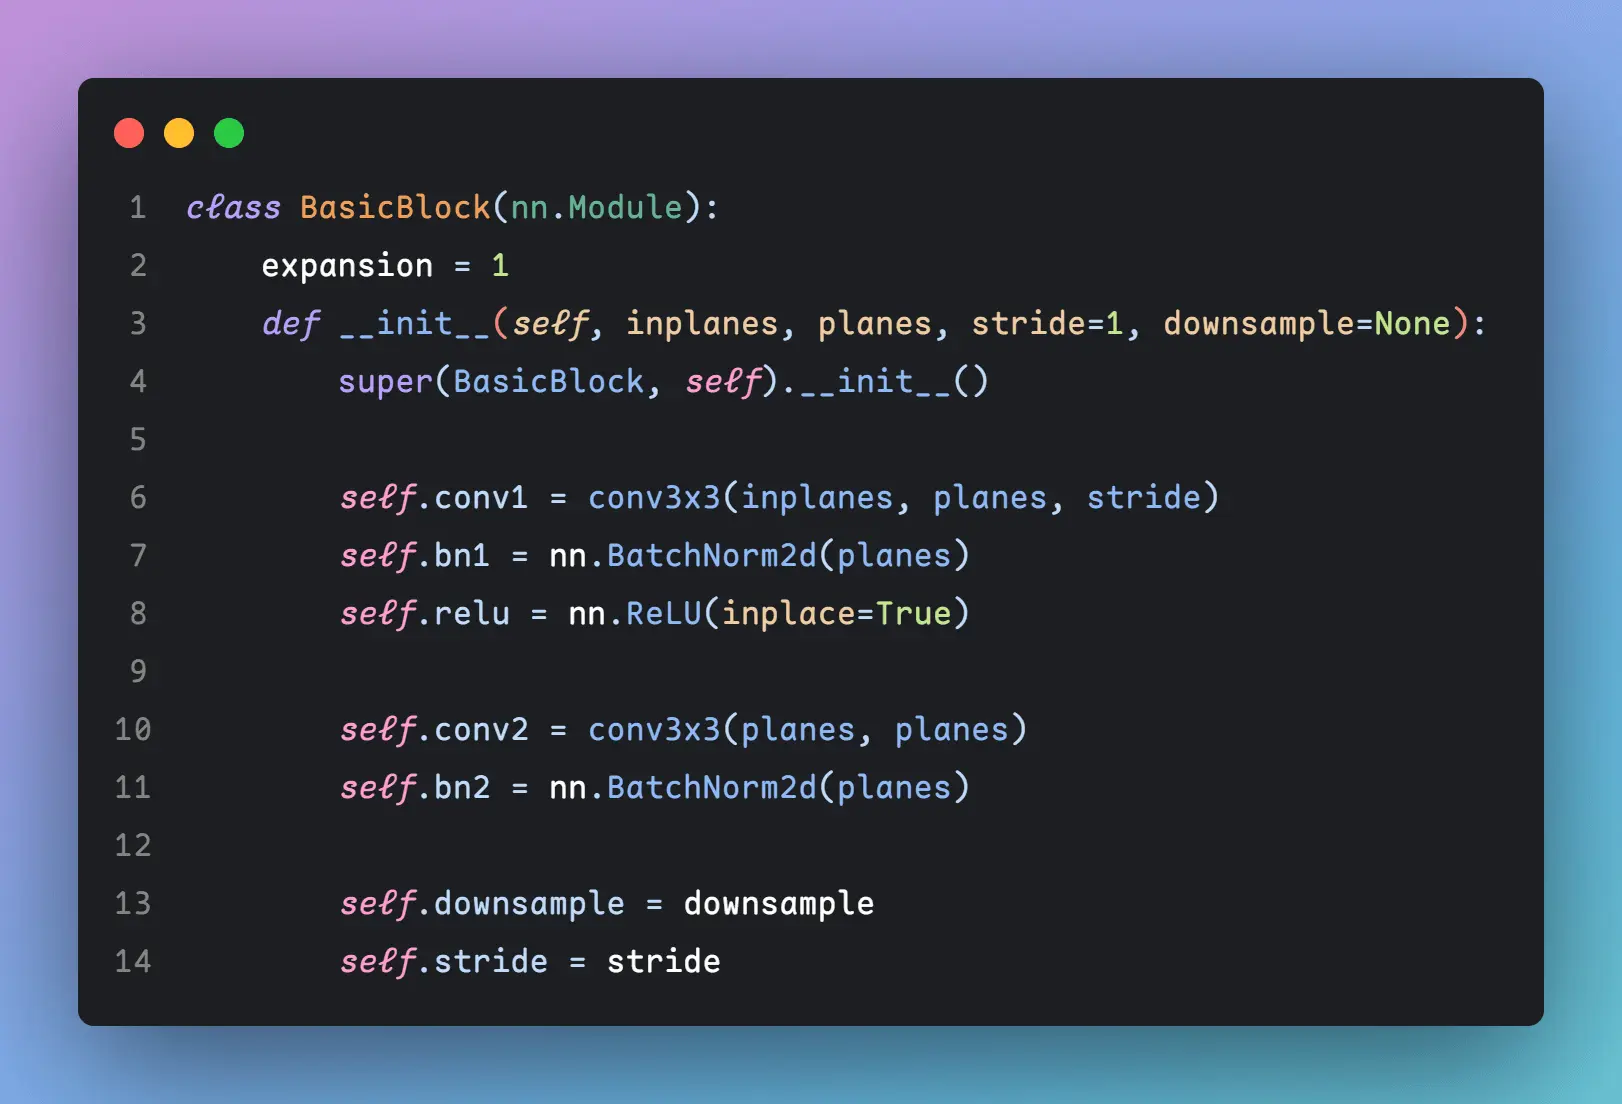 1 class BasicBlock(nn.Module):
2     expansion = 1
3     def __init__(self, inplanes, planes, stride=1, downsample=None):
4         super(BasicBlock, self).__init__()
5
6         self.conv1 = conv3x3(inplanes, planes, stride)
7         self.bn1 = nn.BatchNorm2d(planes)
8         self.relu = nn.ReLU(inplace=True)
9
10         self.conv2 = conv3x3(planes, planes)
11         self.bn2 = nn.BatchNorm2d(planes)
12
13         self.downsample = downsample
14         self.stride = stride